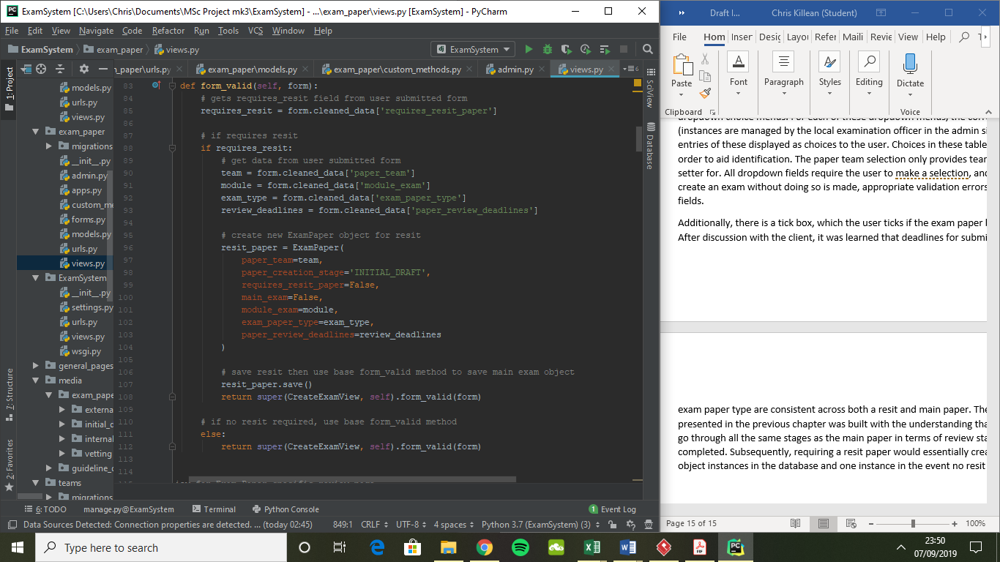 ExamSystem [C:\Users\Chris\Documents\MSc Project mk3\ExamSystem] - ...\exam_paper\views.py [ExamSystem] - PyCharm
File Edit View Navigate Code Refactor Run Tools VCS Window Help
ExamSystem exam_paper views.py
ExamSystem
1: Project
_paper\urls.py exam_paper\models.py exam_paper\custom_methods.py admin.py views.py
6
models.py
urls.py
views.py
exam_paper
migrations
__init__.py
admin.py
apps.py
custom_me
forms.py
models.py
urls.py
views.py
ExamSystem
__init__.py
settings.py
urls.py
views.py
wsgi.py
general_pages
media
exam_pape
externa
initial_d
internal
vetting
guideline_d
teams
migrations
7: Structure
2: Favorites
83 def form_valid(self, form):
84 # gets requires_resit field from user submitted form
85 requires_resit = form.cleaned_data['requires_resit_paper']
86
87 # if requires resit
88 if requires_resit:
89 # get data from user submitted form
90 team = form.cleaned_data['paper_team']
91 module = form.cleaned_data['module_exam']
92 exam_type = form.cleaned_data['exam_paper_type']
93 review_deadlines = form.cleaned_data['paper_review_deadlines']
94
95 # create new ExamPaper object for resit
96 resit_paper = ExamPaper(
97 paper_team=team,
98 paper_creation_stage='INITIAL_DRAFT',
99 requires_resit_paper=False,
100 main_exam=False,
101 module_exam=module,
102 exam_paper_type=exam_type,
103 paper_review_deadlines=review_deadlines
104 )
105
106 # save resit then use base form_valid method to save main exam object
107 resit_paper.save()
108 return super(CreateExamView, self).form_valid(form)
109
110 # if no resit required, use base form_valid method
111 else:
112 return super(CreateExamView, self).form_valid(form)
113
114
SciView
Database
6: TODO manage.py@ExamSystem Terminal Python Console 1 Event Log
Data Sources Detected: Connection properties are detected. ... (today 02:45) 849:1 CRLF UTF-8 4 spaces Python 3.7 (ExamSystem) (3)
Draft I... Chris Killean (Student)
File Hom Inser Desig Layou Refer Maili Revie View Help
Paste Font Paragraph Styles Editing Dictate
Clipboard Voice
(instances are managed by the local examination officer in the admin si
entries of these displayed as choices to the user. Choices in these table
order to aid identification. The paper team selection only provides tear
setter for. All dropdown fields require the user to make a selection, and
create an exam without doing so is made, appropriate validation errors
fields.
Additionally, there is a tick box, which the user ticks if the exam paper
After discussion with the client, it was learned that deadlines for submi
exam paper type are consistent across both a resit and main paper. The
presented in the previous chapter was built with the understanding tha
go through all the same stages as the main paper in terms of review sta
completed. Subsequently, requiring a resit paper would essentially crea
object instances in the database and one instance in the event no resit
Page 15 of 15 100%
Type here to search
23:50
07/09/2019